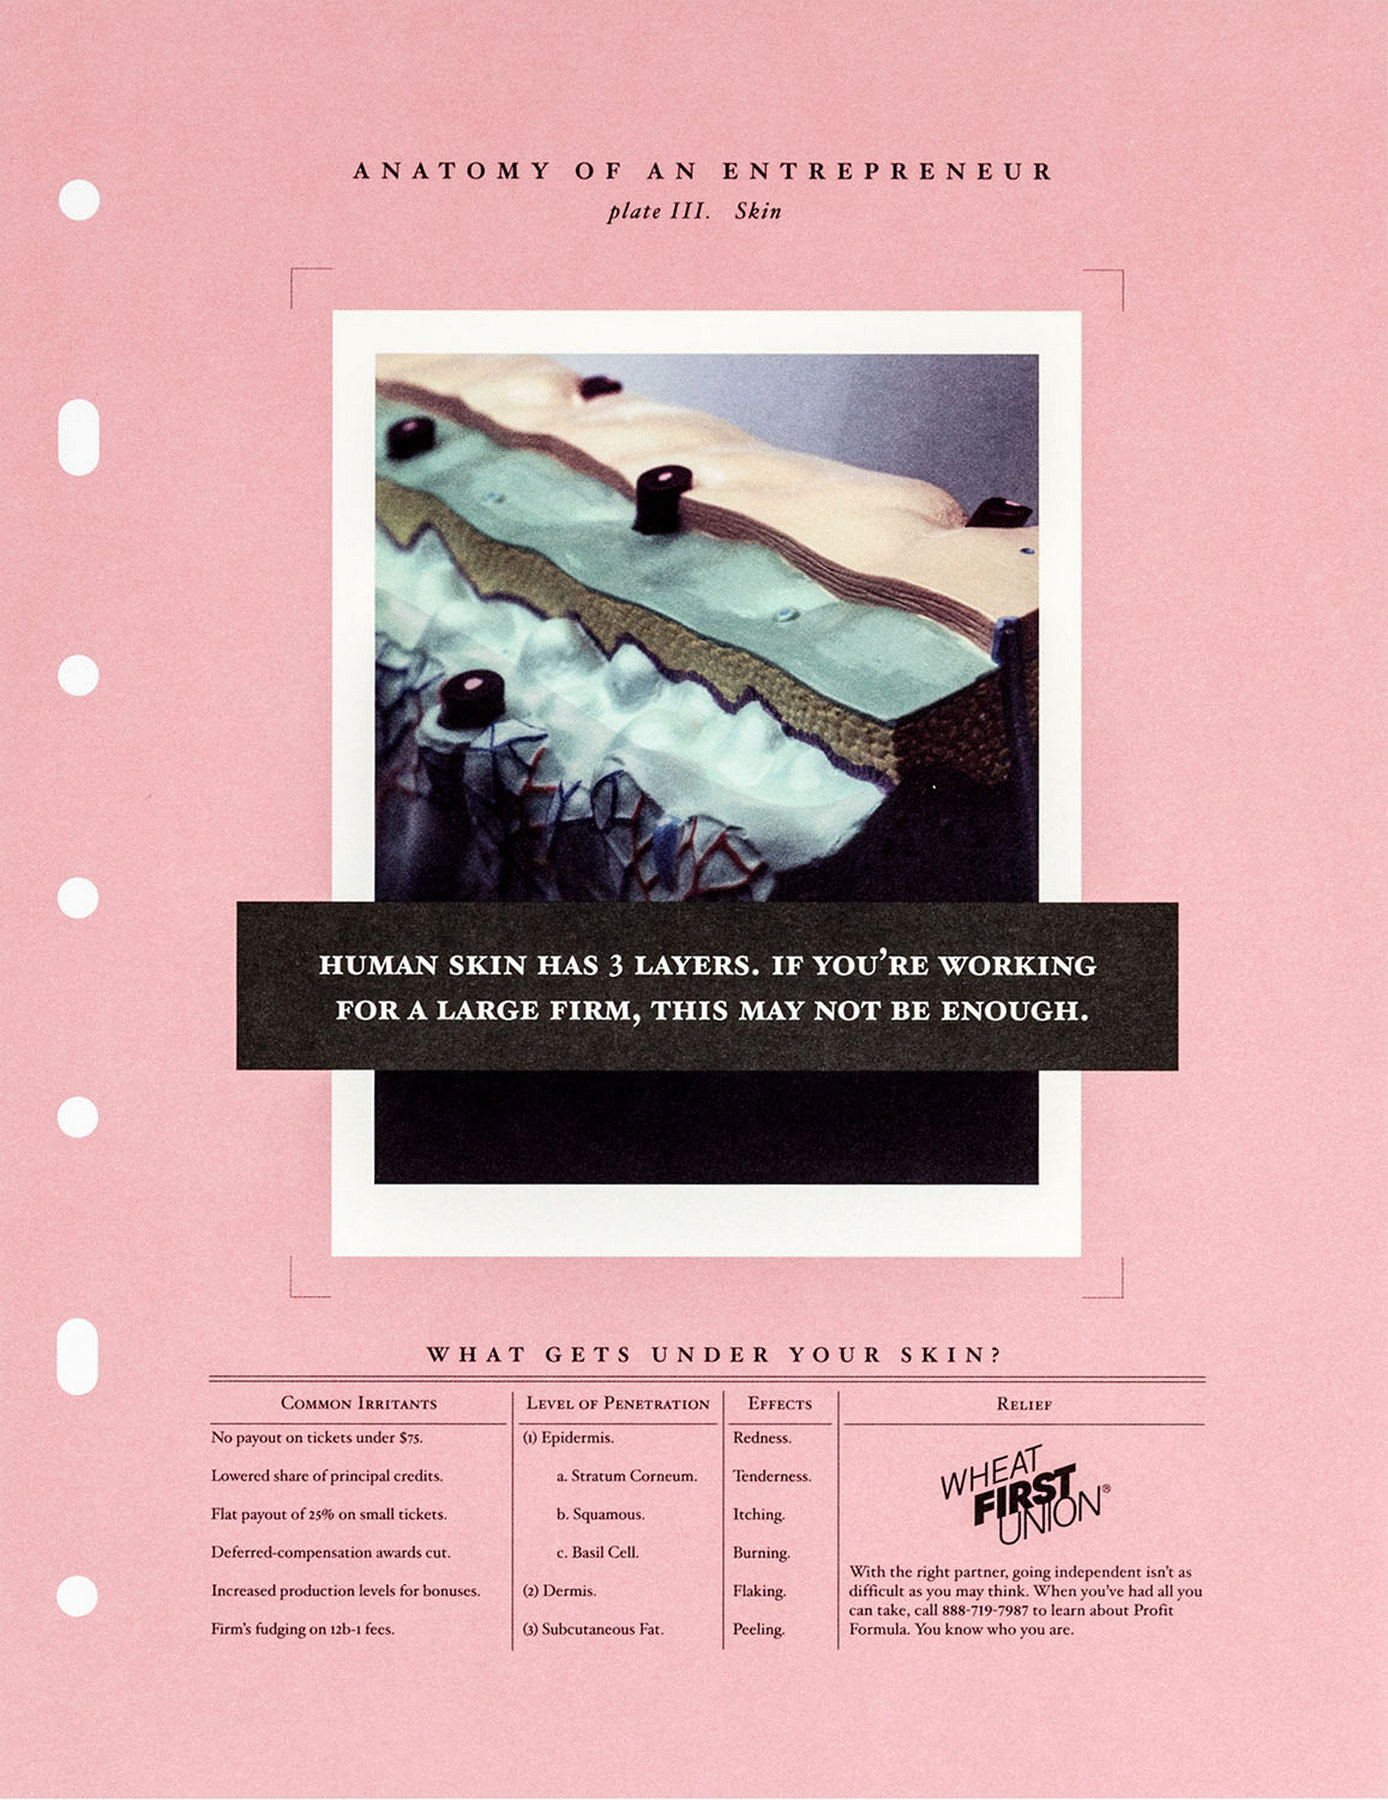 ANATOMY OF AN ENTREPRENEUR
plate III. Skin
HUMAN SKIN HAS 3 LAYERS. IF YOU'RE WORKING
FOR A LARGE FIRM, THIS MAY NOT BE ENOUGH.
WHAT GETS UNDER YOUR SKIN?
COMMON IRRITANTS
No payout on tickets under $75.
Lowered share of principal credits.
Flat payout of 25% on small tickets.
Deferred-compensation awards cut.
Increased production levels for bonuses.
Firm's fudging on 12b-1 fees.
LEVEL OF PENETRATION
(1) Epidermis.
a. Stratum Corneum.
b. Squamous.
c. Basil Cell.
(2) Dermis.
(3) Subcutaneous Fat.
EFFECTS
Redness.
Tenderness.
Itching.
Burning.
Flaking.
Peeling.
RELIEF
WHEAT
FIRST
UNION®
With the right partner, going independent isn't as
difficult as you may think. When you've had all you
can take, call 888-719-7987 to learn about Profit
Formula. You know who you are.